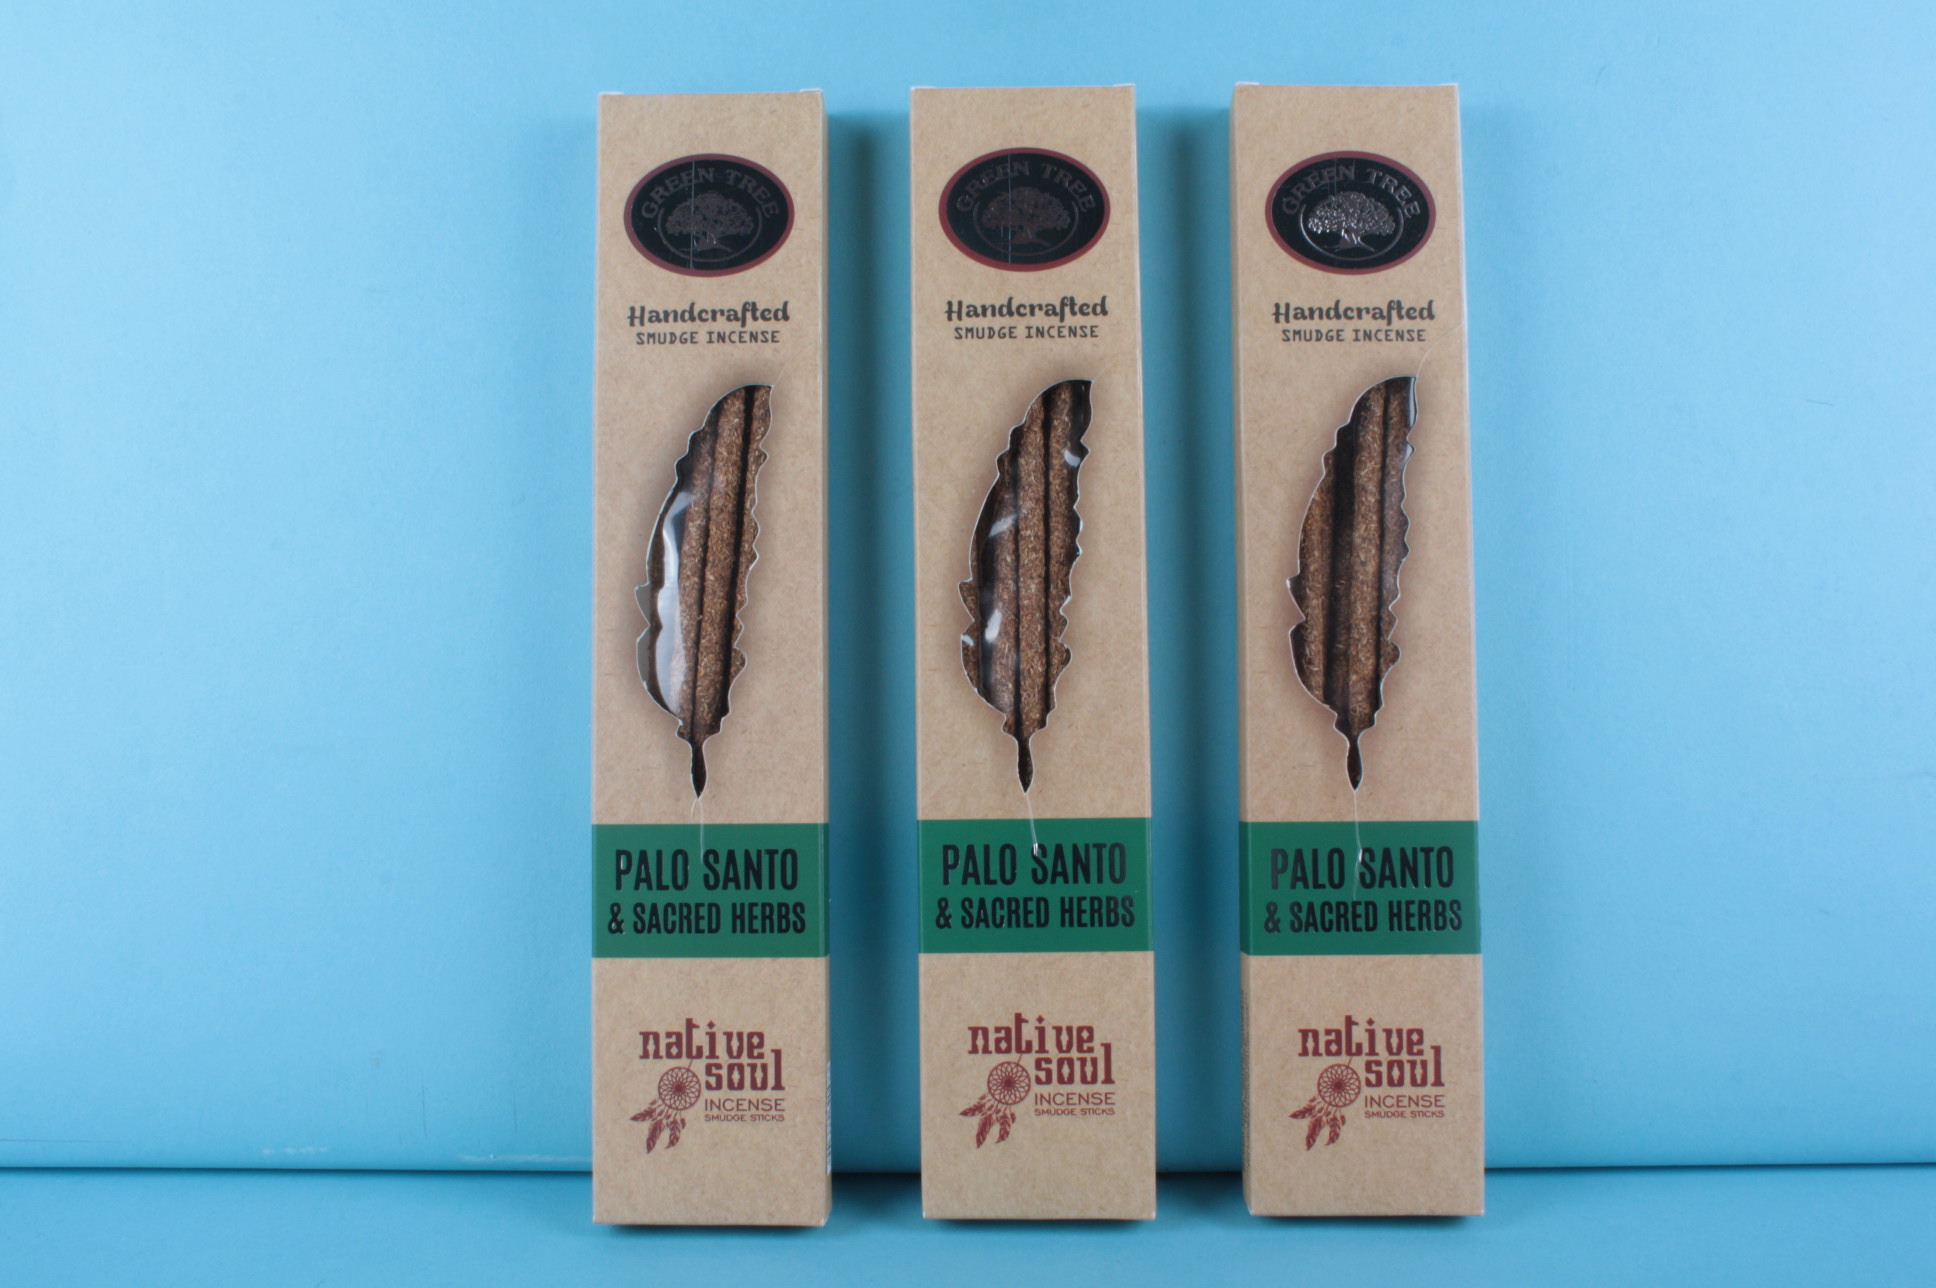 GREEN TREE
Handcrafted
SMUDGE INCENSE
PALO SANTO
& SACRED HERBS
native
soul
INCENSE
SMUDGE STICKS
GREEN TREE
Handcrafted
SMUDGE INCENSE
PALO SANTO
& SACRED HERBS
native
soul
INCENSE
SMUDGE STICKS
GREEN TREE
Handcrafted
SMUDGE INCENSE
PALO SANTO
& SACRED HERBS
native
soul
INCENSE
SMUDGE STICKS